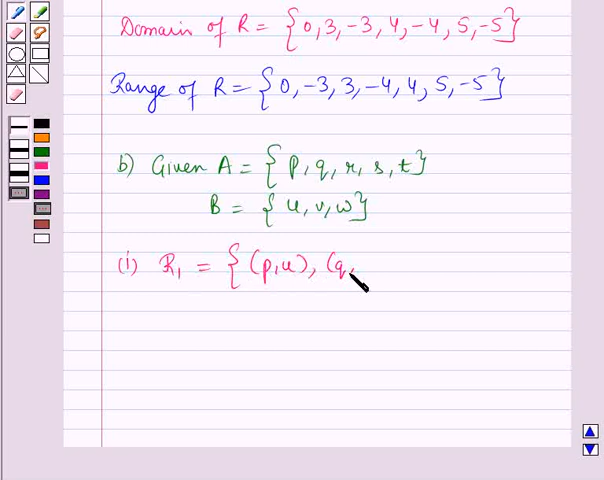 Domain of R = {0, 3, -3, 4, -4, 5, -5}
Range of R = {0, -3, 3, -4, 4, 5, -5}
b) Given A = {p, q, r, s, t}
B = {u, v, w}
(i) R₁ = {(p,u), (q,